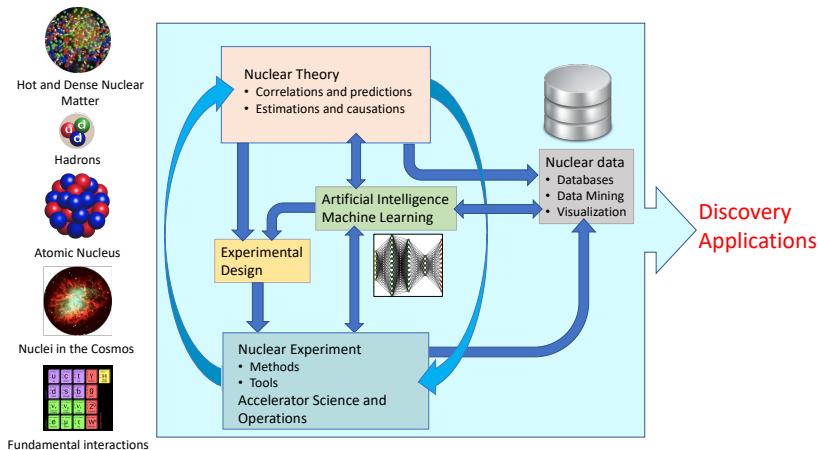 Hot and Dense Nuclear
Matter
u
d
d
Hadrons
Atomic Nucleus
Nuclei in the Cosmos
u c t γ H
d s b g
Fundamental interactions
Nuclear Theory
• Correlations and predictions
• Estimations and causations
Artificial Intelligence
Machine Learning
Experimental
Design
Nuclear Experiment
• Methods
• Tools
Accelerator Science and
Operations
Nuclear data
• Databases
• Data Mining
• Visualization
Discovery
Applications